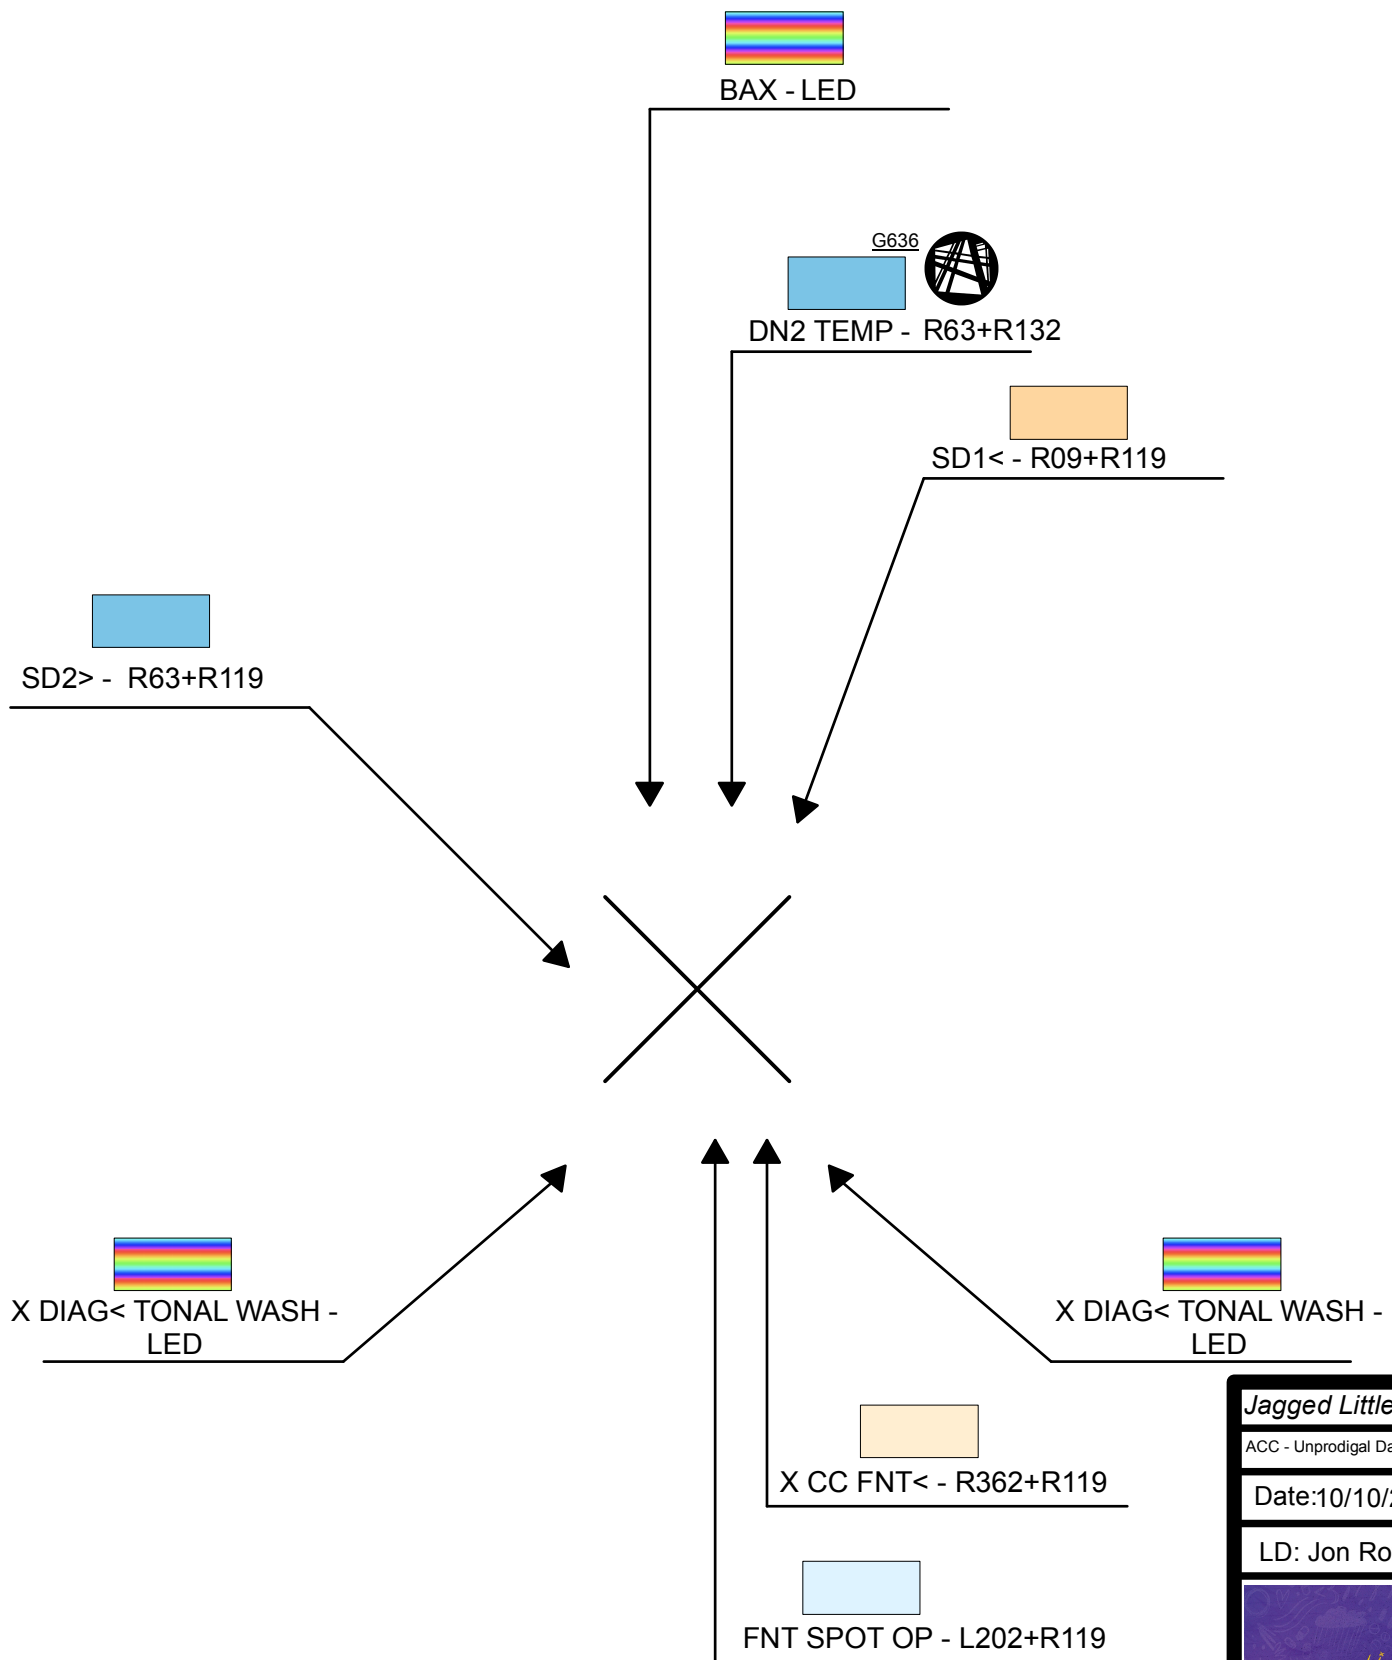 BAX - LED
G636
DN2 TEMP - R63+R132
SD1< - R09+R119
SD2> - R63+R119
X DIAG< TONAL WASH -
LED
X DIAG< TONAL WASH -
LED
X CC FNT< - R362+R119
FNT SPOT OP - L202+R119
Jagged Little
ACC - Unprodigal
Date:10/10/
LD: Jon